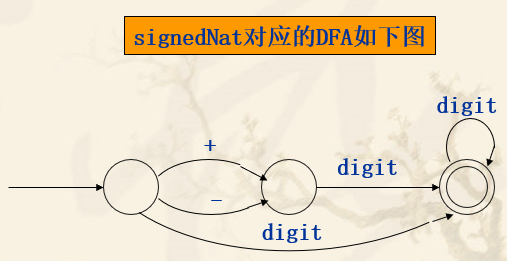 signedNat对应的DFA如下图
digit
+
digit
-
digit